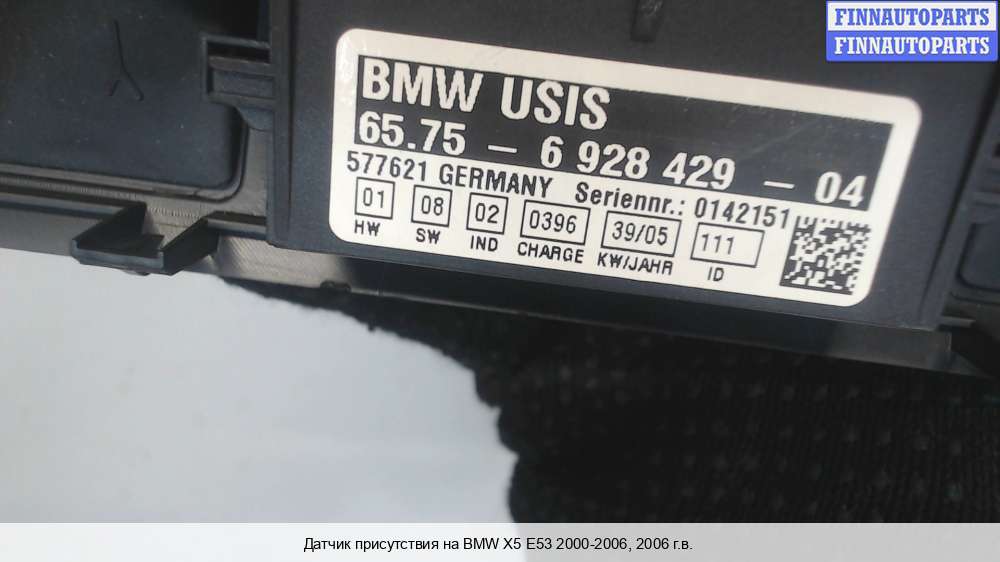 FINNAUTOPARTS
FINNAUTOPARTS
BMW USIS
65.75 – 6 928 429 – 04
577621 GERMANY Seriennr.: 0142151
01 08 02 0396 39/05 111
HW SW IND CHARGE KW/JAHR ID
Датчик присутствия на BMW X5 E53 2000-2006, 2006 г.в.